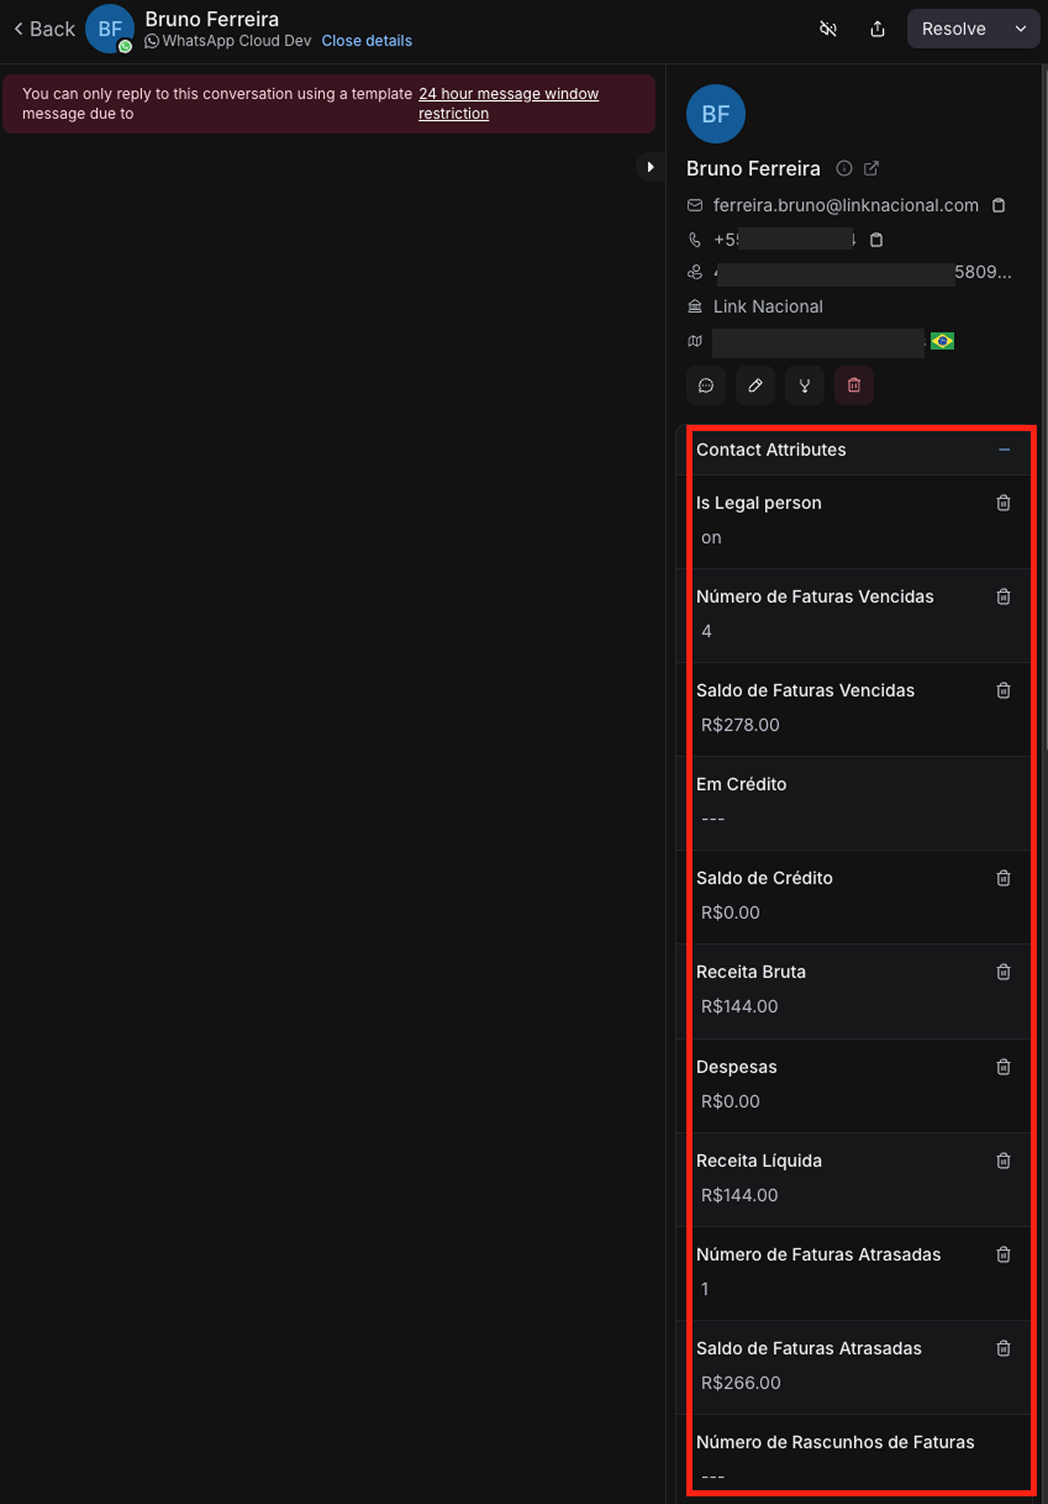 Back
BF
Bruno Ferreira
WhatsApp Cloud Dev Close details
Resolve
You can only reply to this conversation using a template message due to
24 hour message window restriction
BF
Bruno Ferreira
ferreira.bruno@linknacional.com
+5
5809...
Link Nacional
Contact Attributes
Is Legal person
on
Número de Faturas Vencidas
4
Saldo de Faturas Vencidas
R$278.00
Em Crédito
---
Saldo de Crédito
R$0.00
Receita Bruta
R$144.00
Despesas
R$0.00
Receita Líquida
R$144.00
Número de Faturas Atrasadas
1
Saldo de Faturas Atrasadas
R$266.00
Número de Rascunhos de Faturas
---